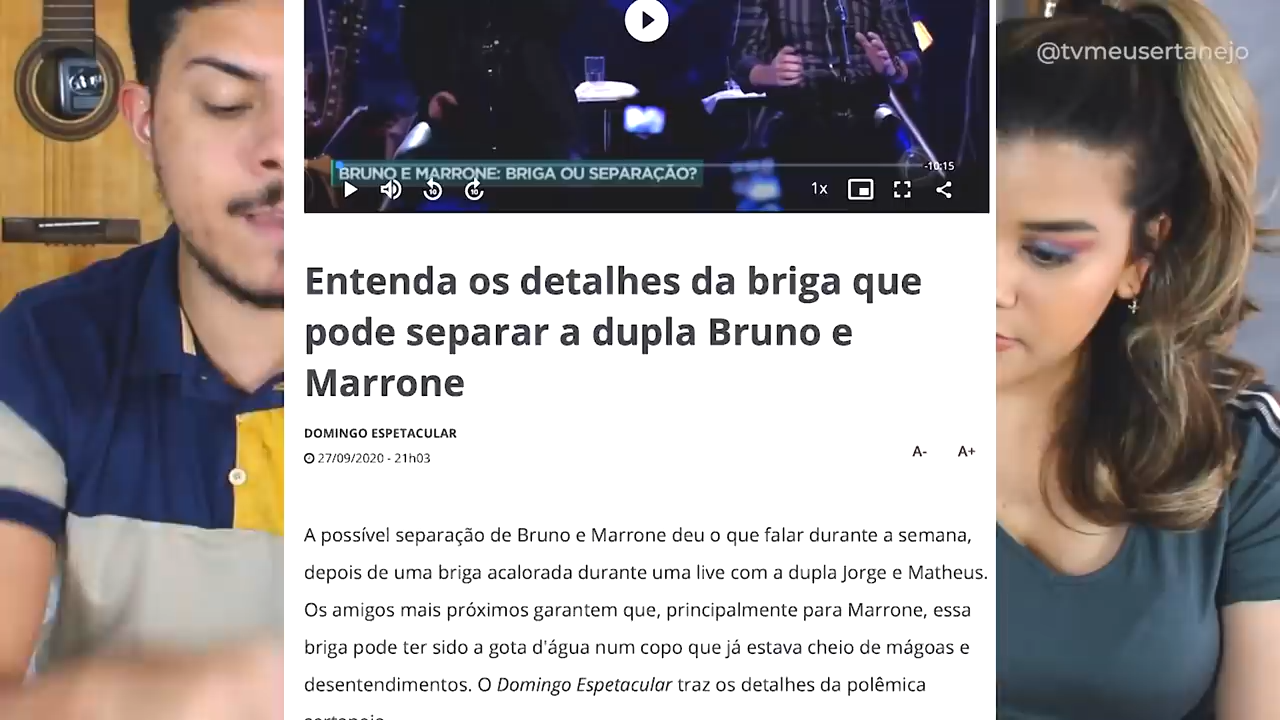 @tvmeusertanejo
-10:15
BRUNO E MARRONE: BRIGA OU SEPARAÇÃO?
10
10
1x
Entenda os detalhes da briga que
pode separar a dupla Bruno e
Marrone
DOMINGO ESPETACULAR
27/09/2020 - 21h03
A- A+
A possível separação de Bruno e Marrone deu o que falar durante a semana,
depois de uma briga acalorada durante uma live com a dupla Jorge e Matheus.
Os amigos mais próximos garantem que, principalmente para Marrone, essa
briga pode ter sido a gota d'água num copo que já estava cheio de mágoas e
desentendimentos. O Domingo Espetacular traz os detalhes da polêmica